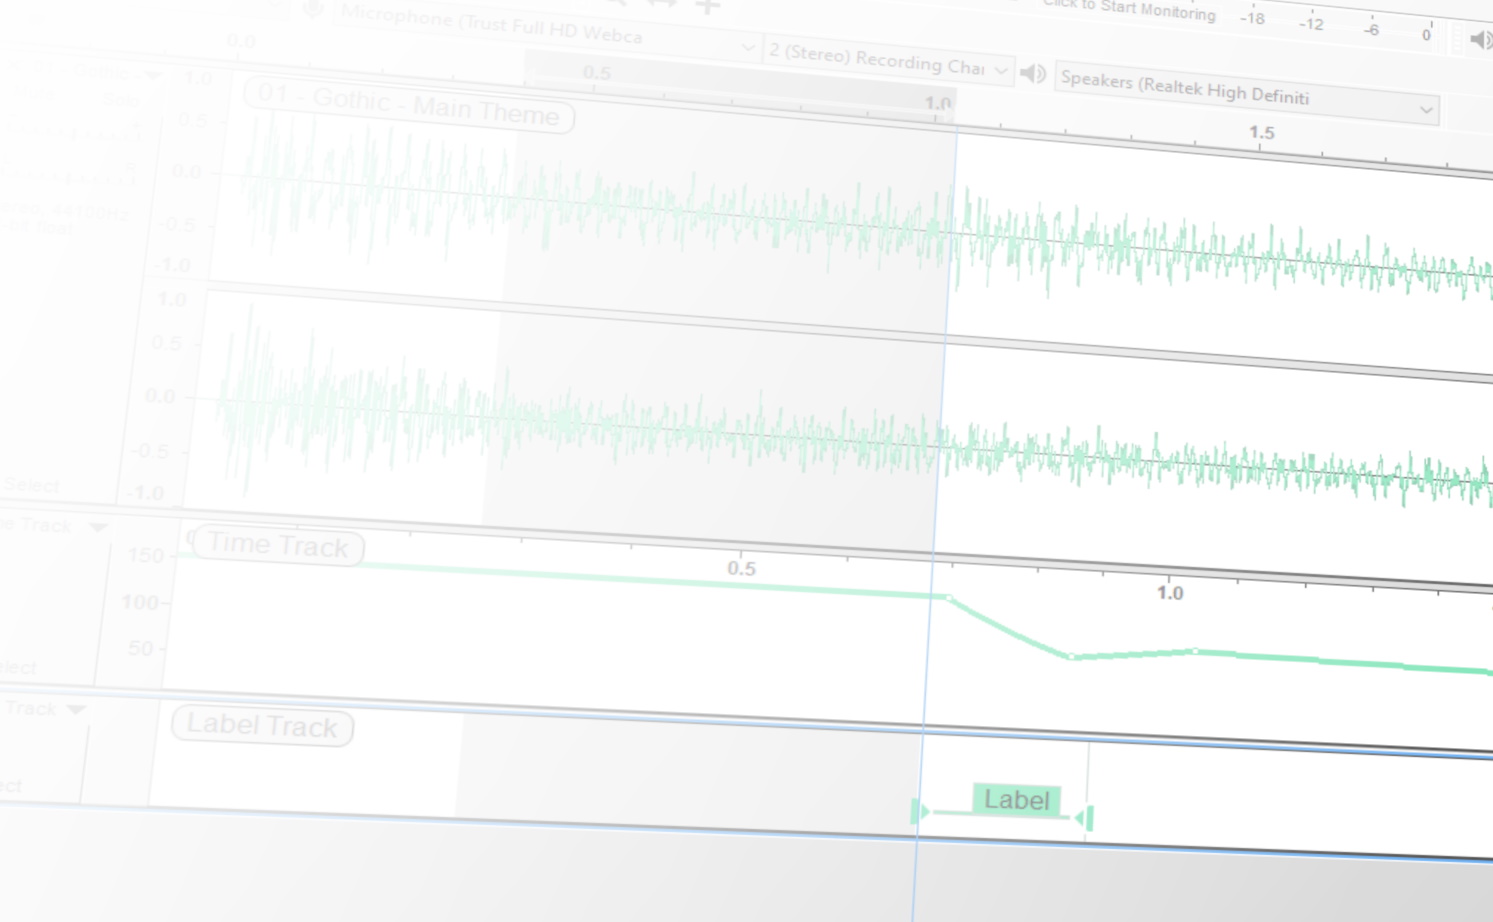 Click to Start Monitoring -18 -12 -6 0
Microphone (Trust Full HD Webca 2 (Stereo) Recording Chai Speakers (Realtek High Definiti
0.0 0.5 1.0 1.5
01 - Gothic - Main Theme
1.0
0.5
0.0
-0.5
-1.0
1.0
0.5
0.0
-0.5
-1.0
Select
Track
Time Track
0.5 1.0
150
100
50
Track
Label Track
Label